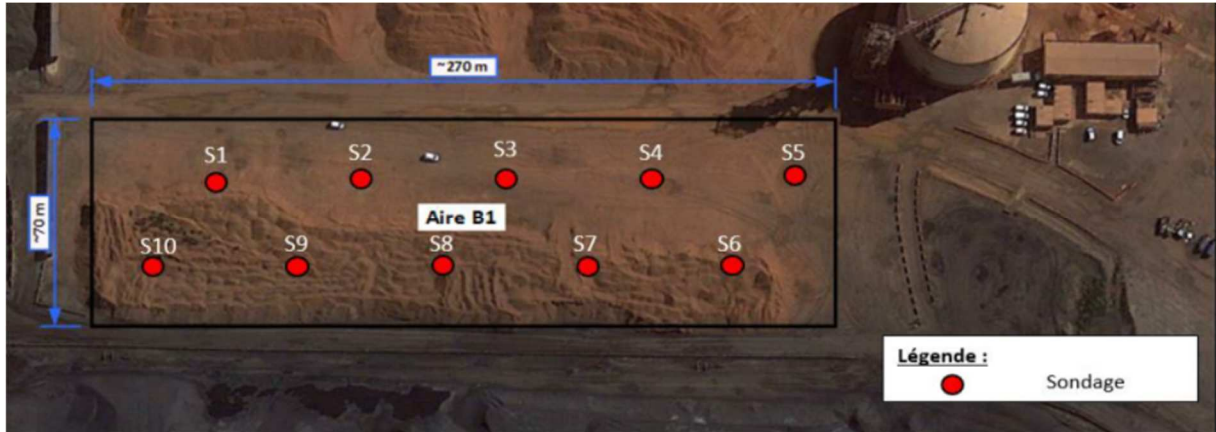 ~270 m
S1
S2
S3
S4
S5
~70 m
Aire B1
S10
S9
S8
S7
S6
Légende :
Sondage